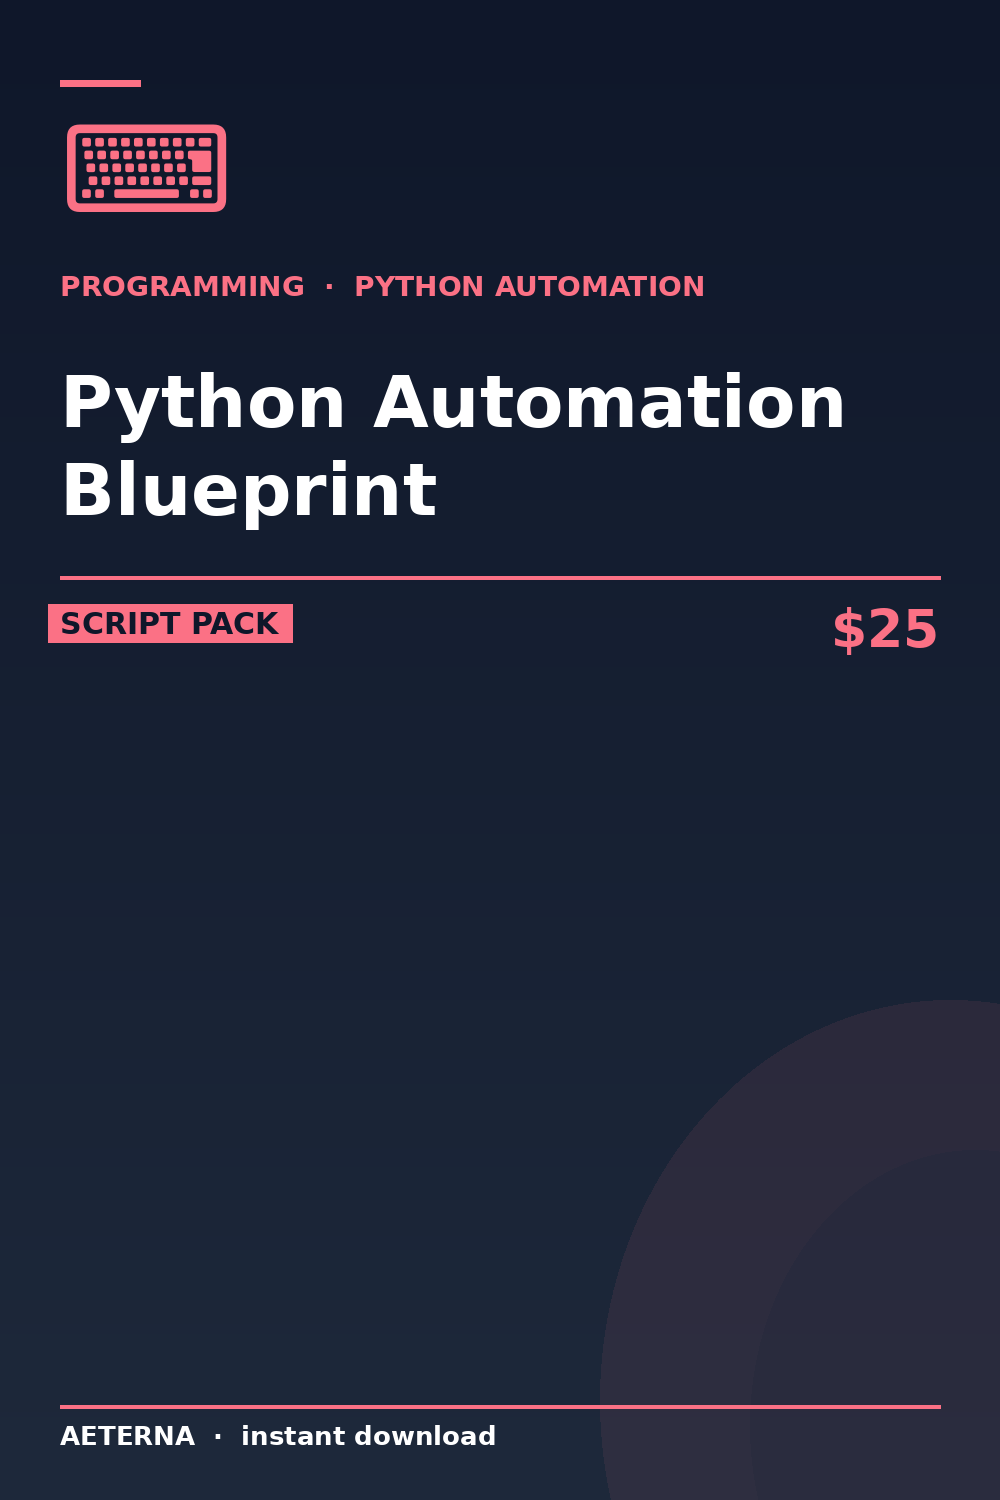 PROGRAMMING · PYTHON AUTOMATION
Python Automation
Blueprint
SCRIPT PACK
$25
AETERNA · instant download